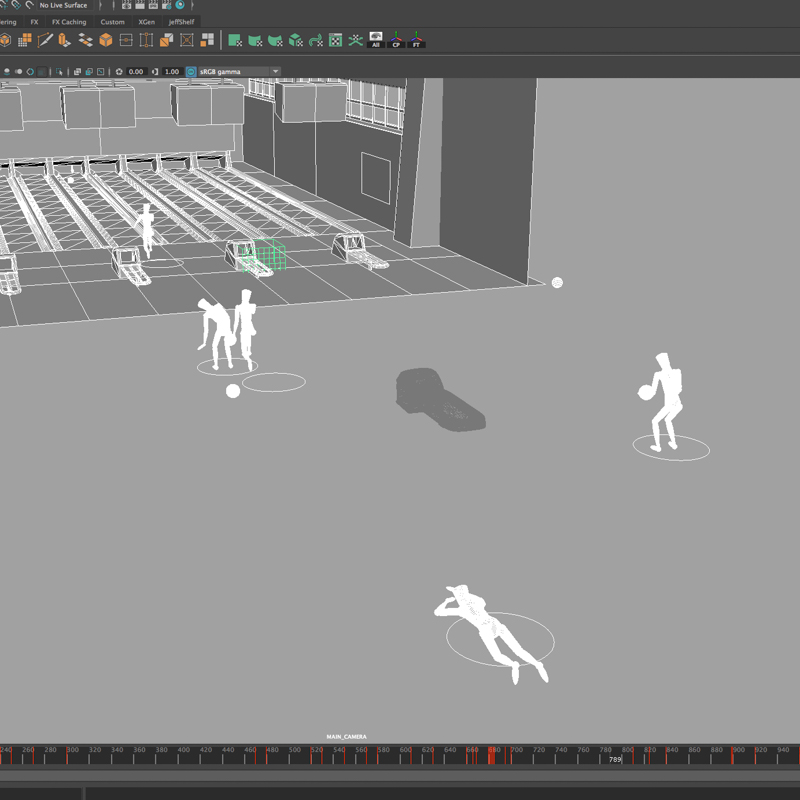 No Live Surface
ering FX FX Caching Custom XGen JeffShelf
All CP FT
0.00 1.00 sRGB gamma
MAIN_CAMERA
240 260 280 300 320 340 360 380 400 420 440 460 480 500 520 540 560 580 600 620 640 660 680 700 720 740 760 780 800 820 840 860 880 900 920 940
789